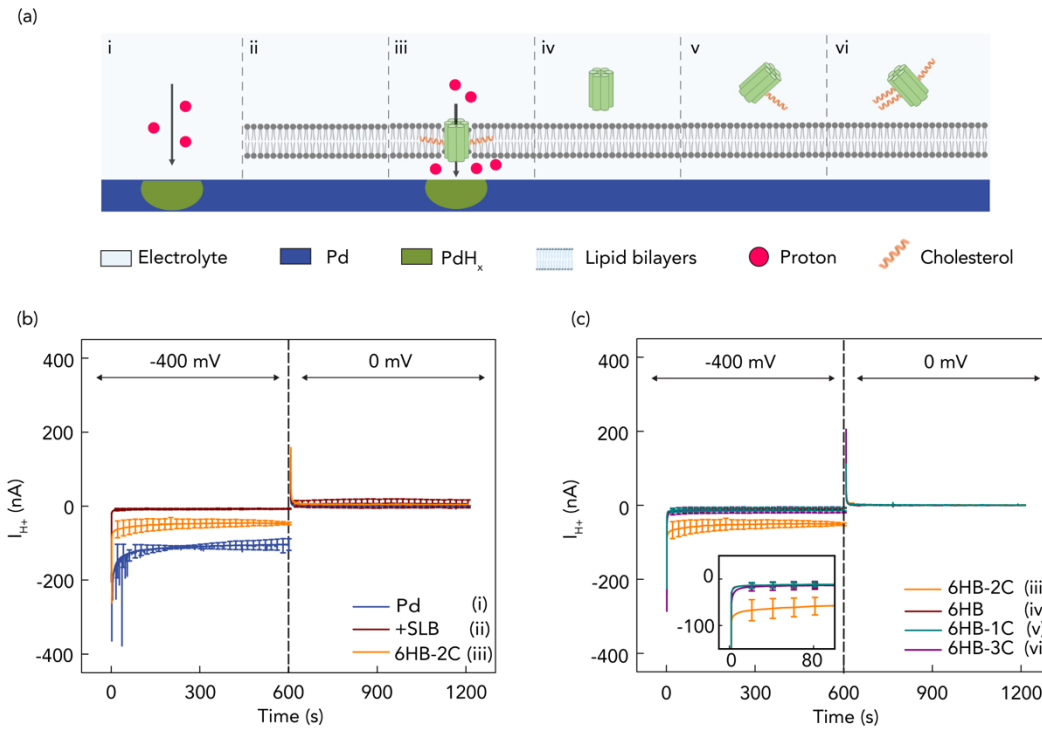 (a)
i ii iii iv v vi
Electrolyte Pd PdHx Lipid bilayers Proton Cholesterol
(b)
-400 mV 0 mV
400
200
0
-200
-400
IH+ (nA)
Pd (i)
+SLB (ii)
6HB-2C (iii)
0 300 600 900 1200
Time (s)
(c)
-400 mV 0 mV
400
200
0
-200
-400
IH+ (nA)
0
-100
0 80
6HB-2C (iii
6HB (iv
6HB-1C (v)
6HB-3C (vi
0 300 600 900 1200
Time (s)